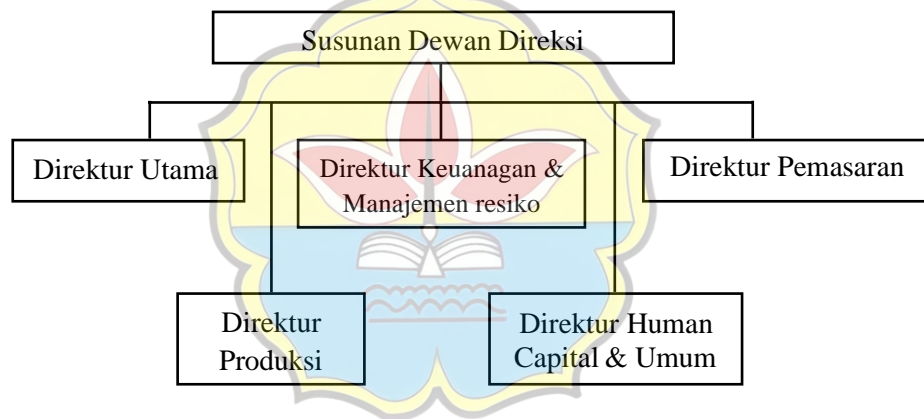 Susunan Dewan Direksi
Direktur Utama
Direktur Keuanagan &
Manajemen resiko
Direktur Pemasaran
Direktur
Produksi
Direktur Human
Capital & Umum